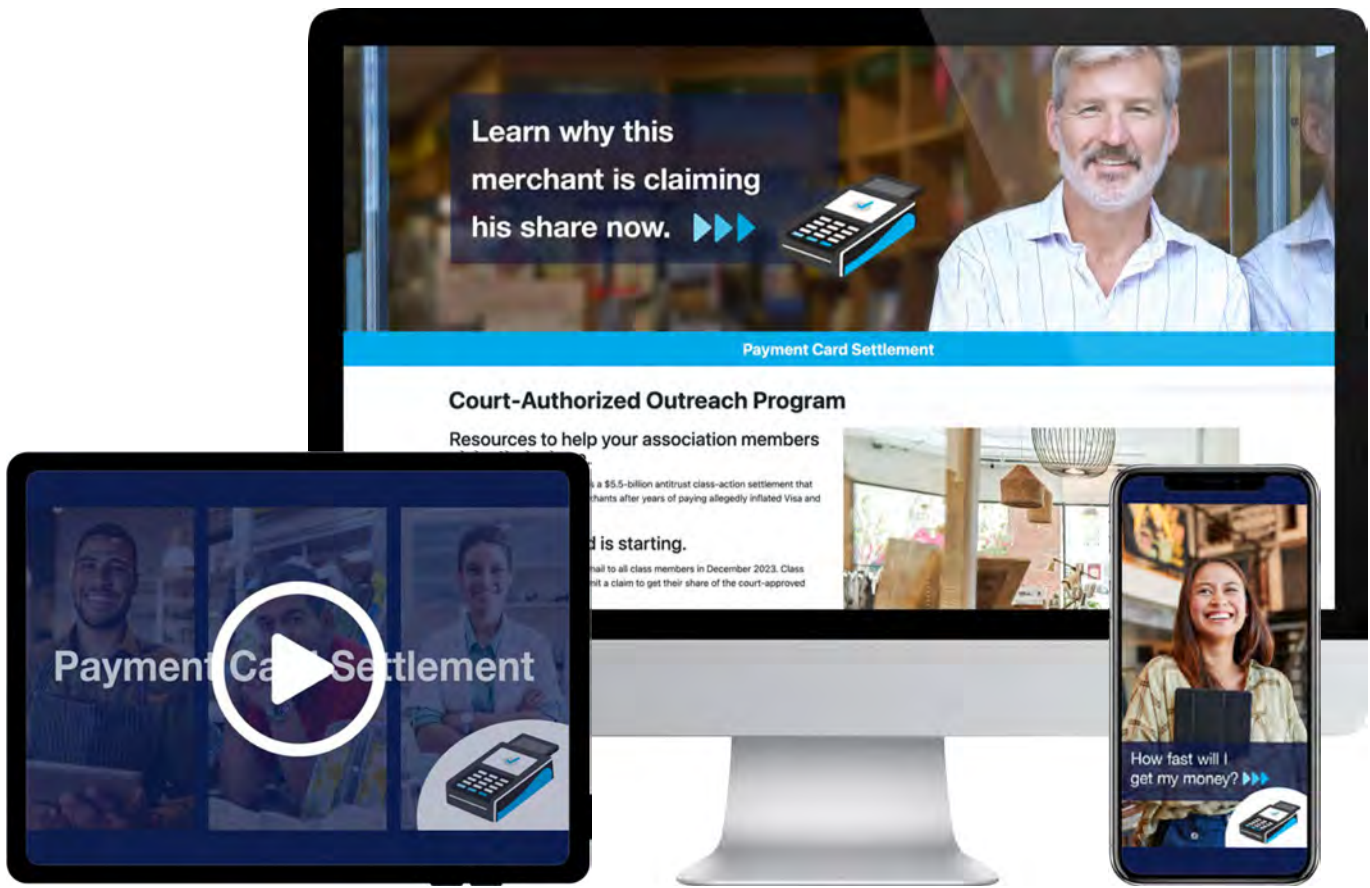 Learn why this
merchant is claiming
his share now.
Payment Card Settlement
Court-Authorized Outreach Program
Resources to help your association members
s a $5.5-billion antitrust class-action settlement that
chants after years of paying allegedly inflated Visa and
d is starting.
mail to all class members in December 2023. Class
mit a claim to get their share of the court-approved
Payment Card Settlement
How fast will I
get my money?